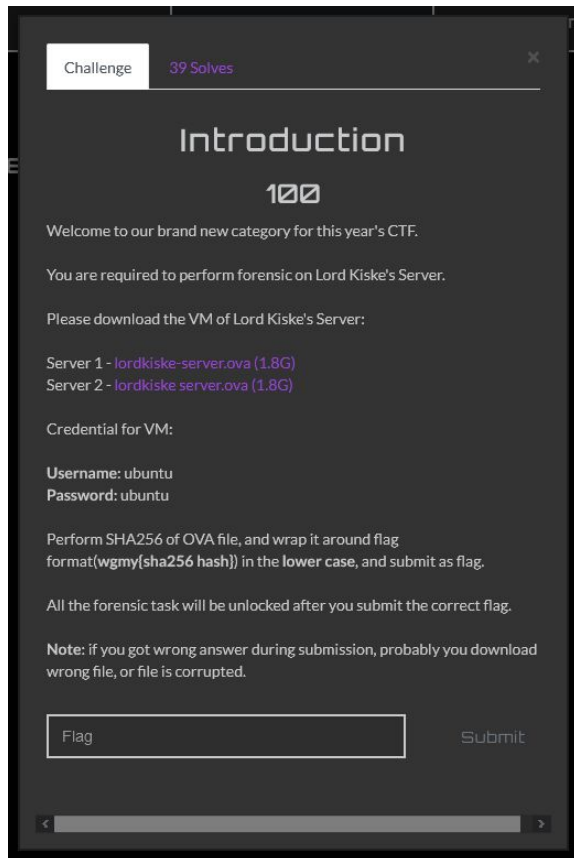 Challenge 39 Solves ×
Introduction
100
Welcome to our brand new category for this year's CTF.
You are required to perform forensic on Lord Kiske's Server.
Please download the VM of Lord Kiske's Server:
Server 1 - lordkiske-server.ova (1.8G)
Server 2 - lordkiske server.ova (1.8G)
Credential for VM:
Username: ubuntu
Password: ubuntu
Perform SHA256 of OVA file, and wrap it around flag
format(wgmy{sha256 hash}) in the lower case, and submit as flag.
All the forensic task will be unlocked after you submit the correct flag.
Note: if you got wrong answer during submission, probably you download
wrong file, or file is corrupted.
Flag Submit